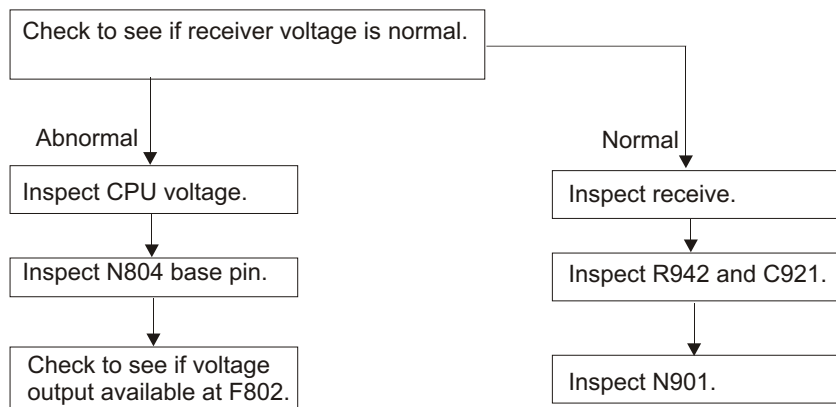 Check to see if receiver voltage is normal.
Abnormal
Normal
Inspect CPU voltage.
Inspect receive.
Inspect N804 base pin.
Inspect R942 and C921.
Check to see if voltage
output available at F802.
Inspect N901.